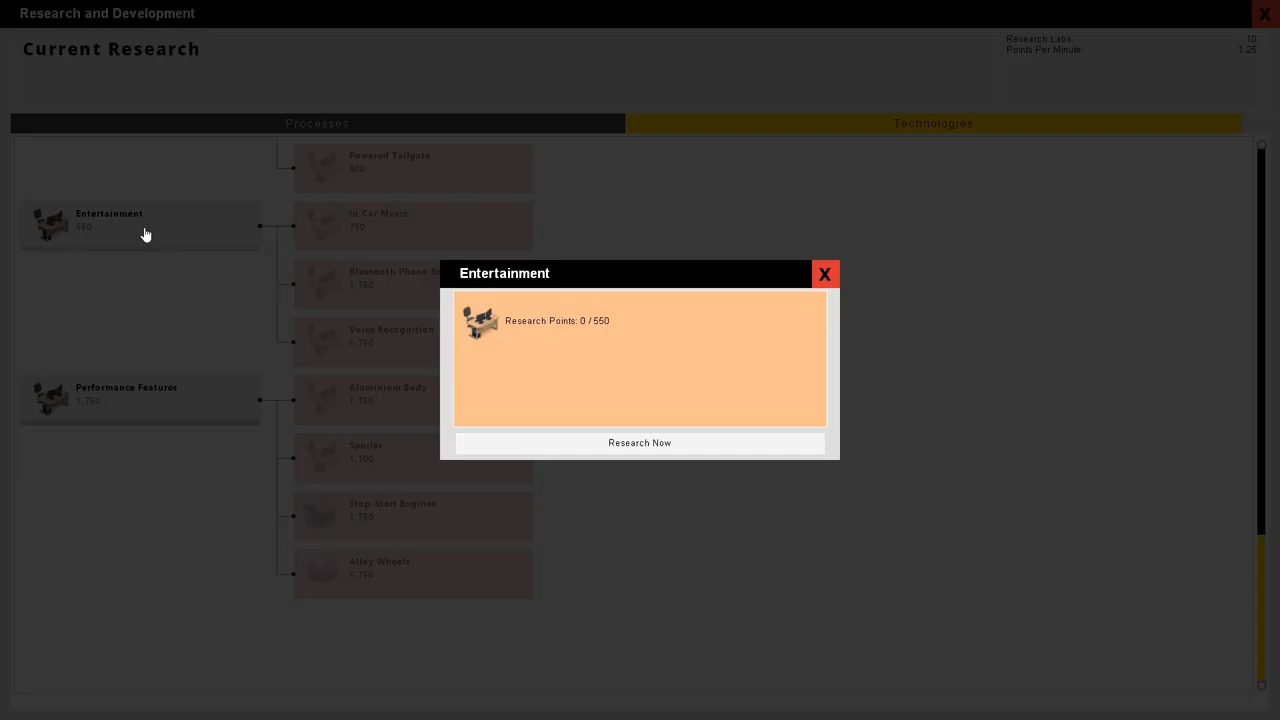 Research and Development
X
Current Research
Research Labs: 10
Points Per Minute: 1.25
Processes
Technologies
Powered Tailgate
900
Entertainment
550
In-Car Music
750
Bluetooth Phone
1,750
Voice Recognition
1,750
Performance Features
1,750
Aluminium Body
1,750
Spoiler
1,100
Stop-Start Engines
1,750
Alloy Wheels
1,750
Entertainment
X
Research Points: 0 / 550
Research Now